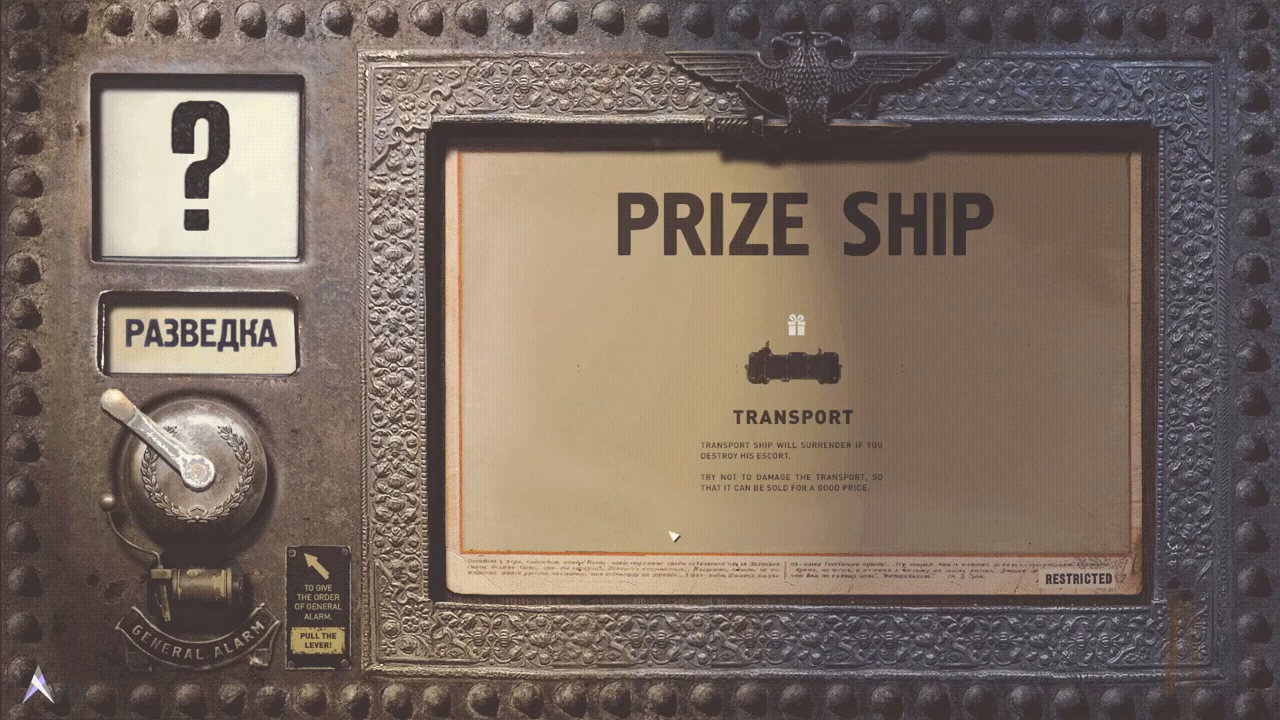 ?
РАЗВЕДКА
TO GIVE
THE ORDER
OF GENERAL
ALARM,
PULL THE
LEVER!
GENERAL ALARM
PRIZE SHIP
TRANSPORT
TRANSPORT SHIP WILL SURRENDER IF YOU
DESTROY HIS ESCORT.
TRY NOT TO DAMAGE THE TRANSPORT, SO
THAT IT CAN BE SOLD FOR A GOOD PRICE.
RESTRICTED